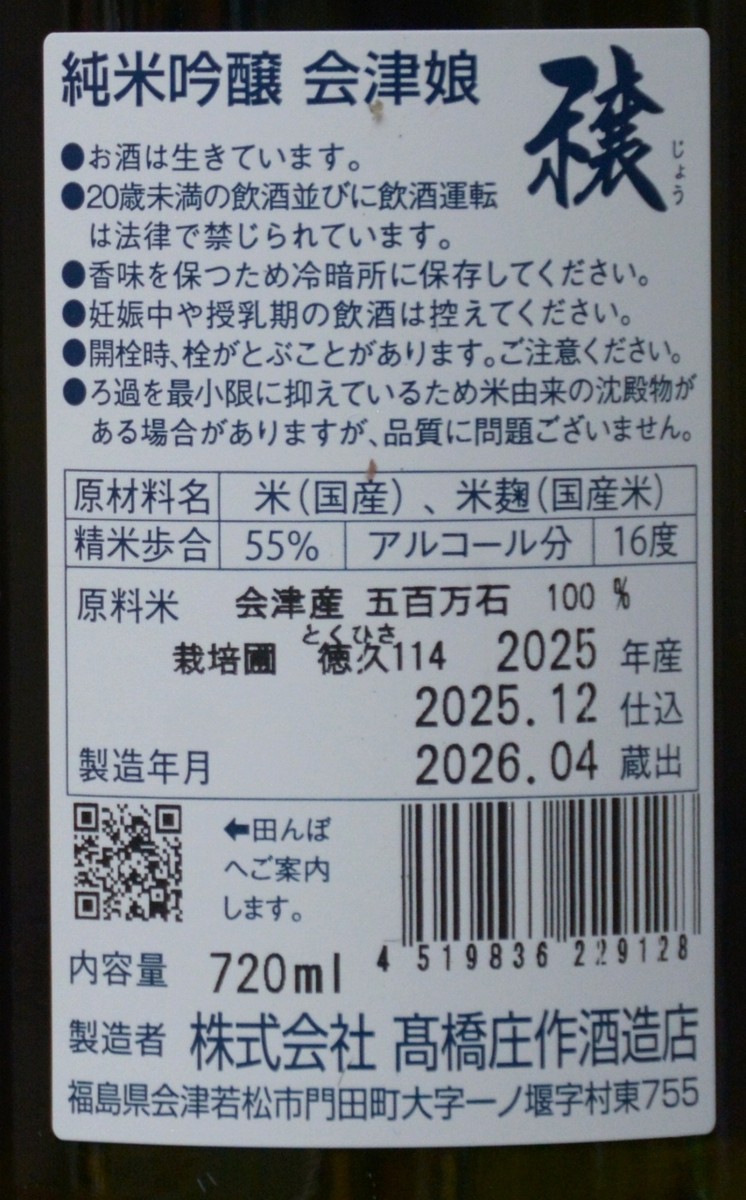 純米吟醸 会津娘 穣
じょう
●お酒は生きています。
●20歳未満の飲酒並びに飲酒運転
は法律で禁じられています。
●香味を保つため冷暗所に保存してください。
●妊娠中や授乳期の飲酒は控えてください。
●開栓時、栓がとぶことがあります。ご注意ください。
●ろ過を最小限に抑えているため米由来の沈殿物が
ある場合がありますが、品質に問題ございません。
原材料名 米(国産)、米麹(国産米)
精米歩合 55% アルコール分 16度
原料米 会津産 五百万石 100 %
とくひさ
栽培圃 徳久114 2025 年産
2025.12 仕込
製造年月 2026.04 蔵出
←田んぼ
へご案内
します。
4 519836 229128
内容量 720ml
製造者 株式会社 髙橋庄作酒造店
福島県会津若松市門田町大字一ノ堰字村東755